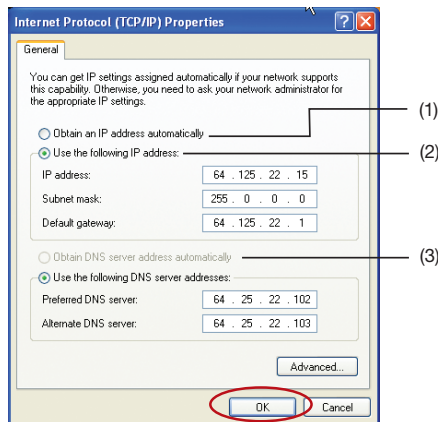 Internet Protocol (TCP/IP) Properties
General
You can get IP settings assigned automatically if your network supports
this capability. Otherwise, you need to ask your network administrator for
the appropriate IP settings.
Obtain an IP address automatically
(1)
Use the following IP address:
(2)
IP address: 64 . 125 . 22 . 15
Subnet mask: 255 . 0 . 0 . 0
Default gateway: 64 . 125 . 22 . 1
Obtain DNS server address automatically
(3)
Use the following DNS server addresses:
Preferred DNS server: 64 . 25 . 22 . 102
Alternate DNS server: 64 . 25 . 22 . 103
Advanced...
OK Cancel